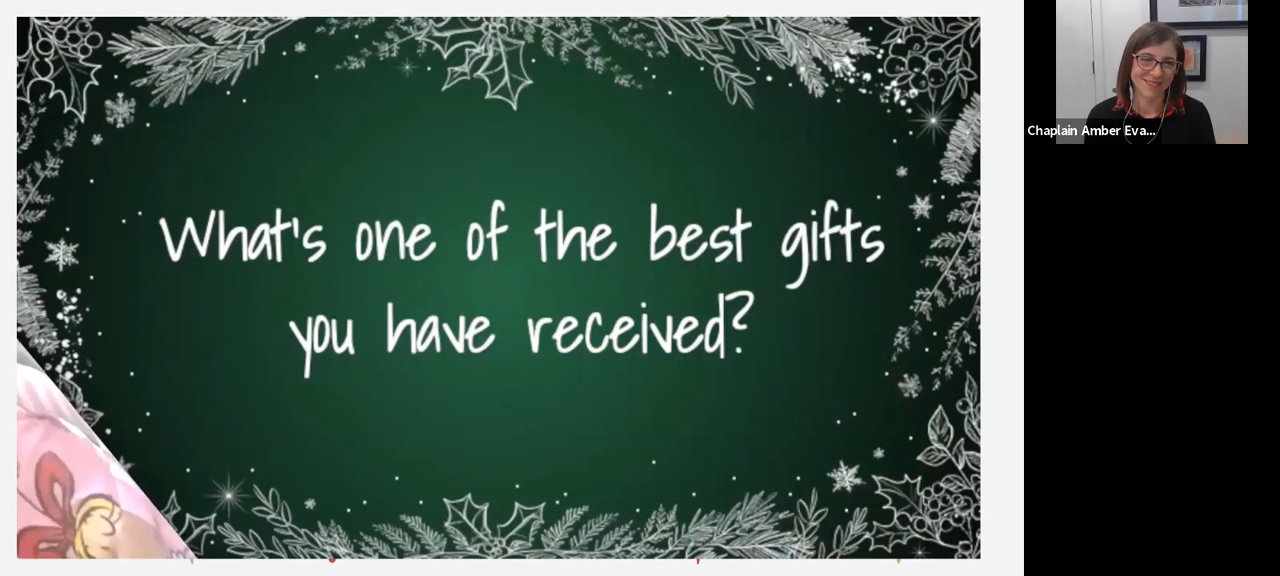 What's one of the best gifts
you have received?
Chaplain Amber Eva...